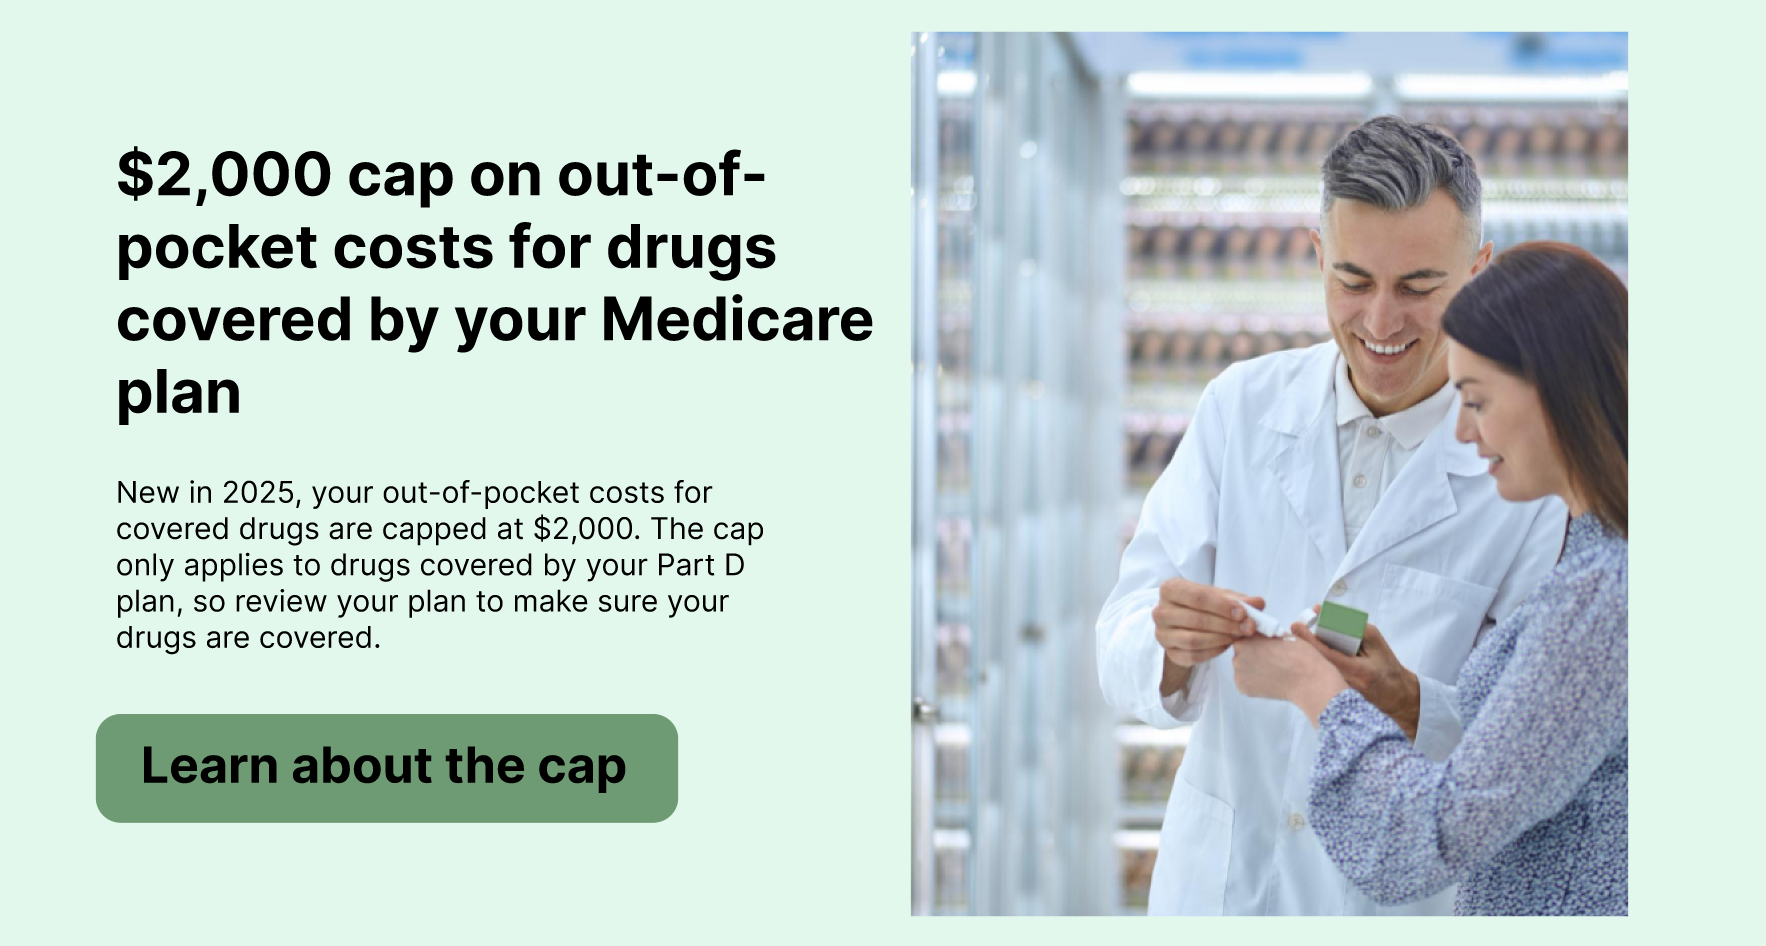 $2,000 cap on out-of-
pocket costs for drugs
covered by your Medicare
plan
New in 2025, your out-of-pocket costs for
covered drugs are capped at $2,000. The cap
only applies to drugs covered by your Part D
plan, so review your plan to make sure your
drugs are covered.
Learn about the cap